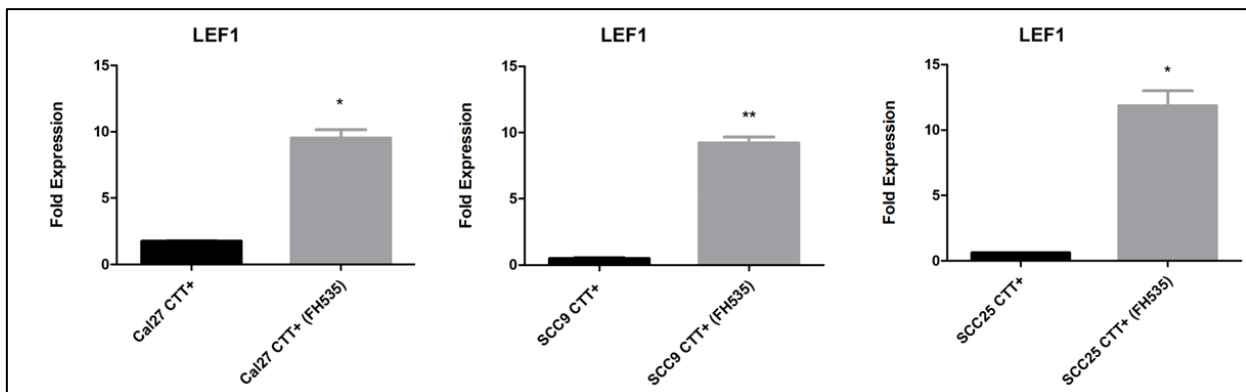 LEF1
15
10
5
0
Fold Expression
*
Cal27 CTT+
Cal27 CTT+ (FH535)
LEF1
15
10
5
0
Fold Expression
**
SCC9 CTT+
SCC9 CTT+ (FH535)
LEF1
15
10
5
0
Fold Expression
*
SCC25 CTT+
SCC25 CTT+ (FH535)